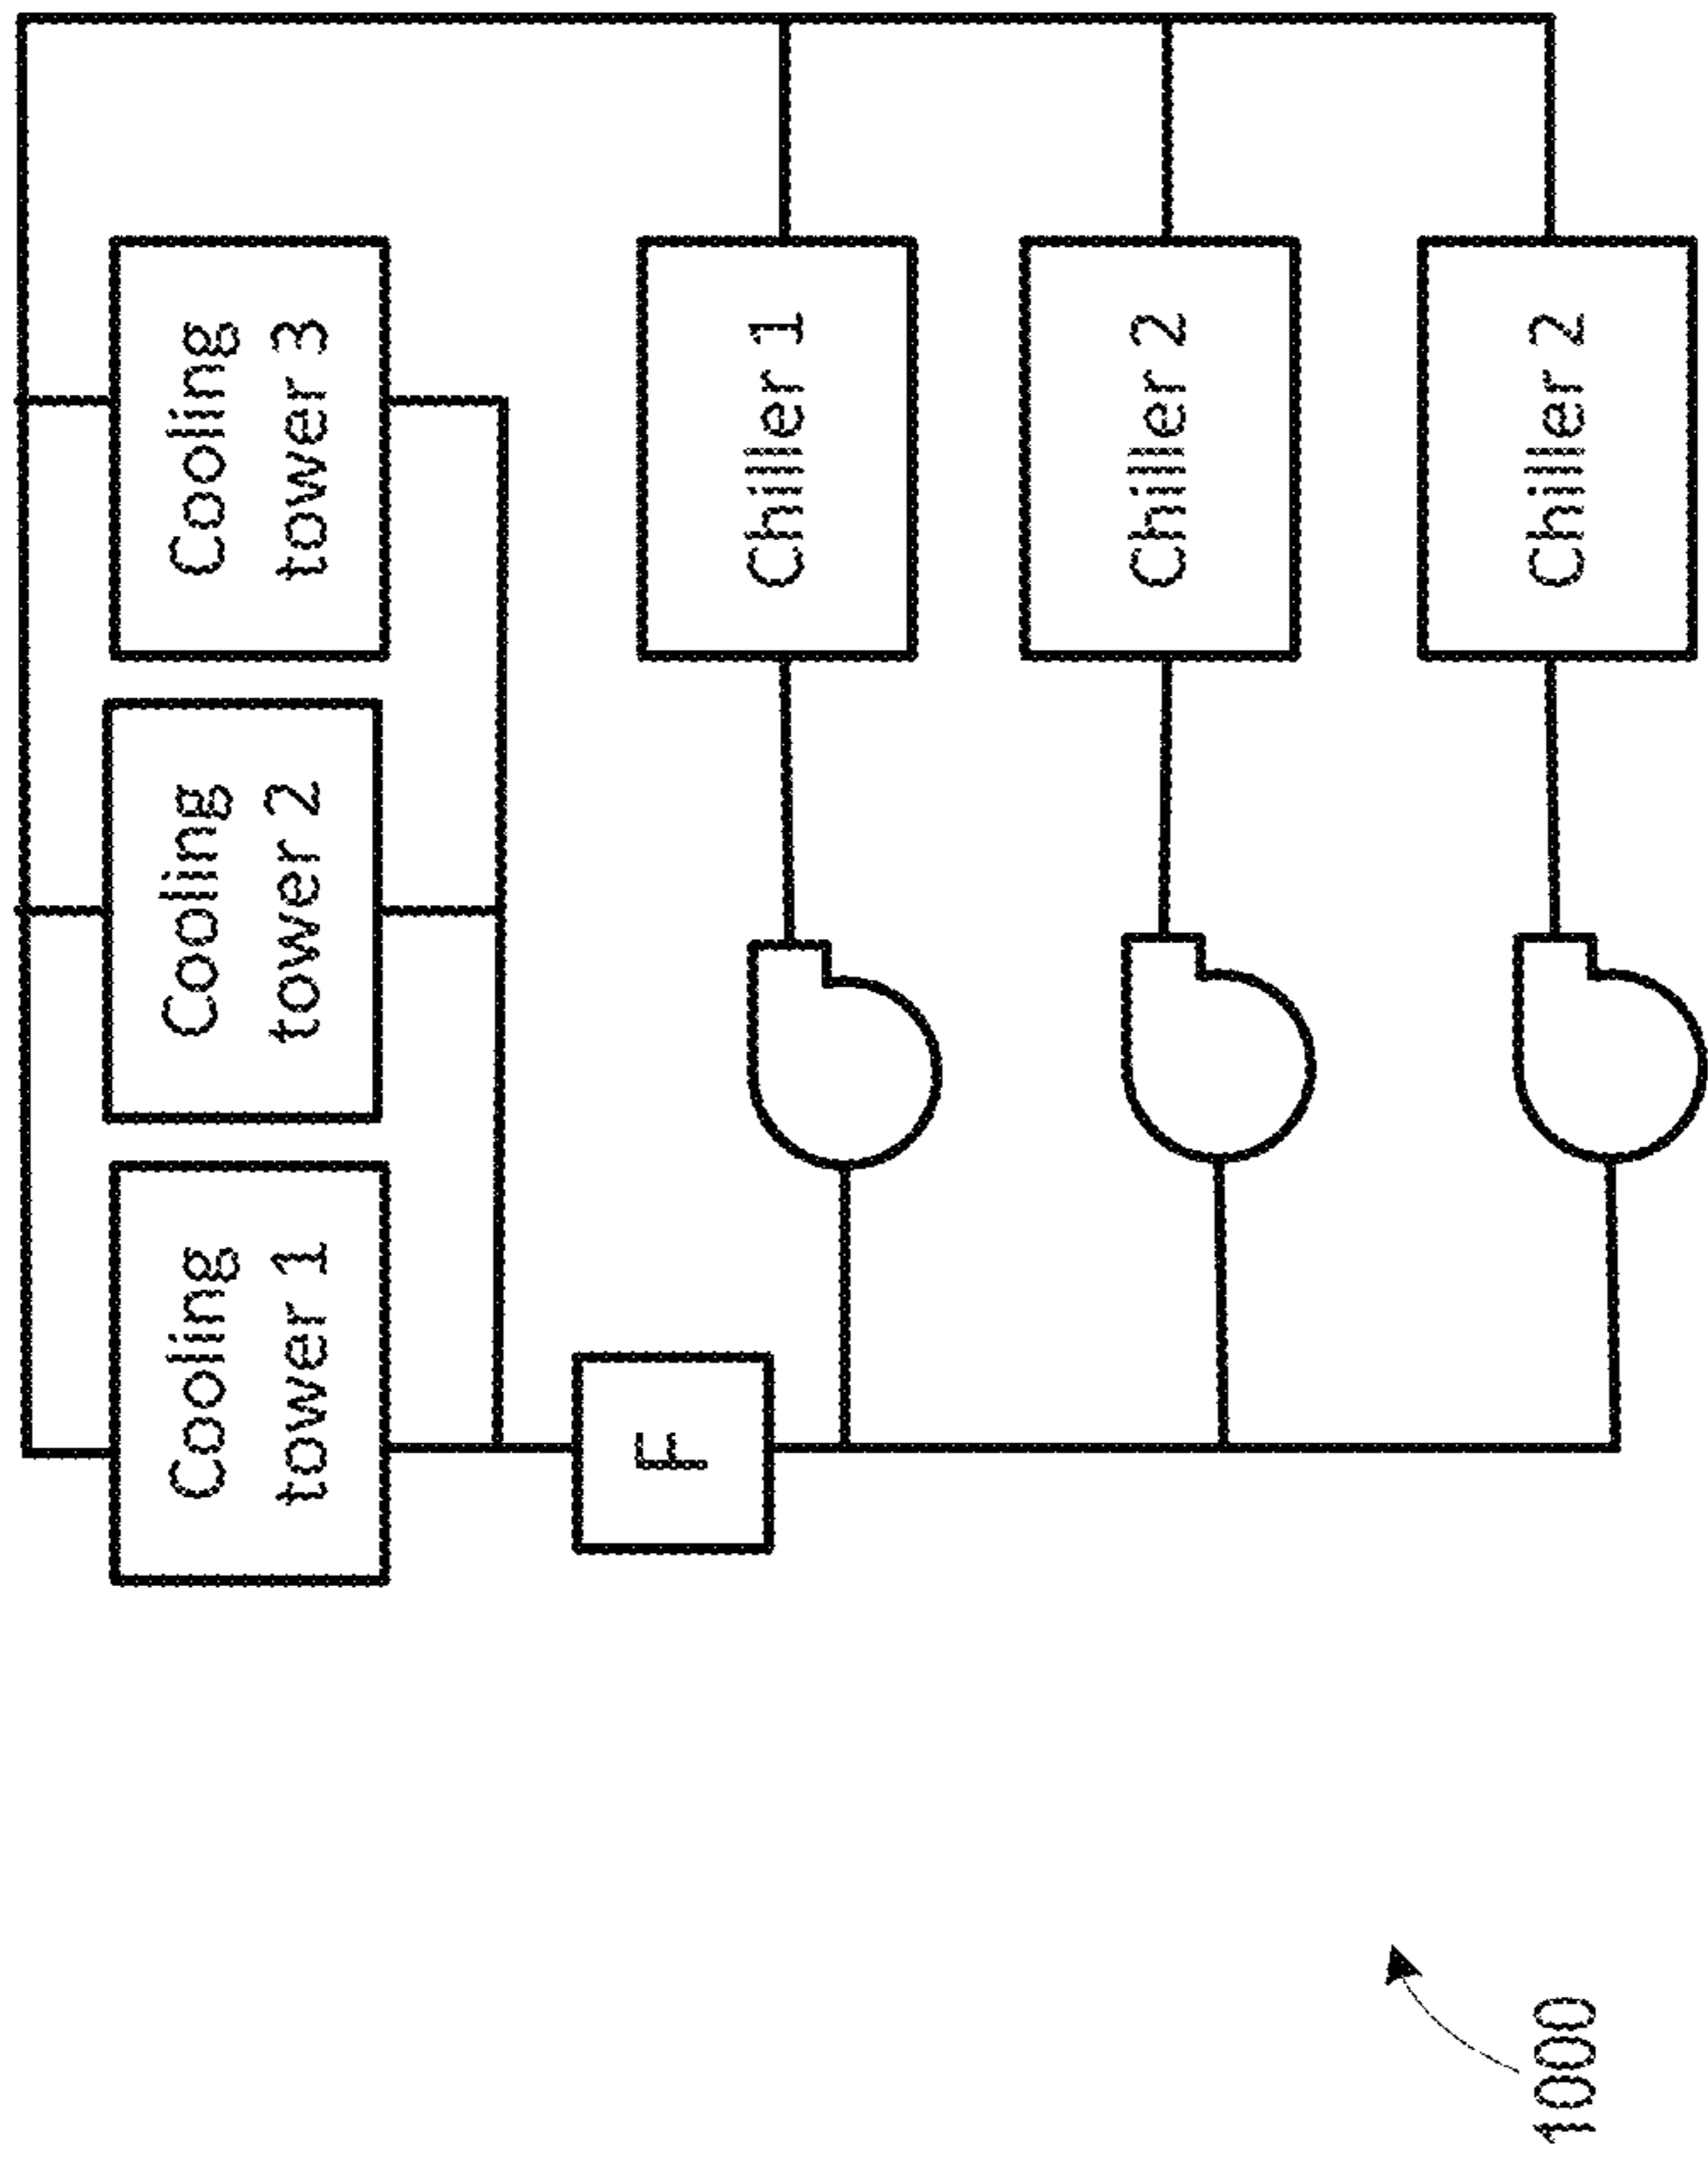 Cooling
tower 1
Cooling
tower 2
Cooling
tower 3
F
Chiller 1
Chiller 2
Chiller 2
1000